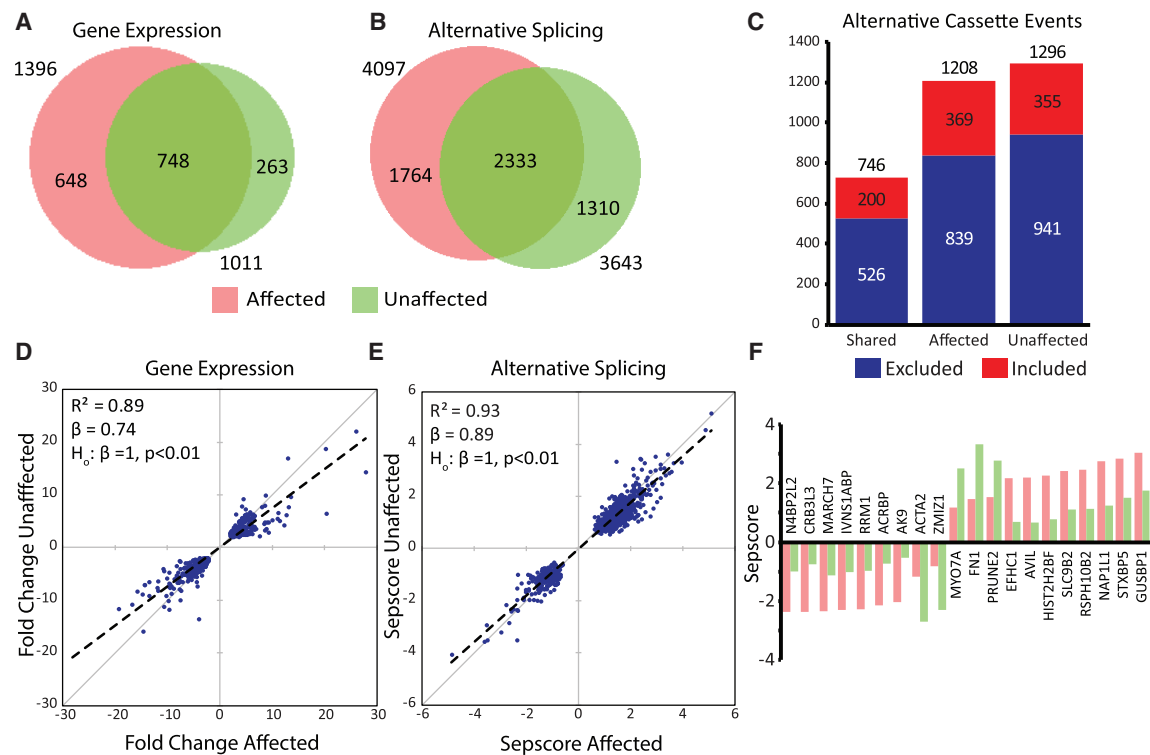 A
Gene Expression
1396
648
748
263
1011
B
Alternative Splicing
4097
1764
2333
1310
3643
Affected
Unaffected
C
Alternative Cassette Events
1400
1200
1000
800
600
400
200
0
746
200
526
1208
369
839
1296
355
941
Shared
Affected
Unaffected
Excluded
Included
D
Gene Expression
R² = 0.89
β = 0.74
Hₒ: β =1, p<0.01
Fold Change Unafffected
30
20
10
0
-10
-20
-30
-30
-20
-10
0
10
20
30
Fold Change Affected
E
Alternative Splicing
R² = 0.93
β = 0.89
Hₒ: β =1, p<0.01
Sepscore Unaffected
6
4
2
0
-2
-4
-6
-6
-4
-2
0
2
4
6
Sepscore Affected
F
Sepscore
4
2
0
-2
-4
N4BP2L2
CRB3L3
MARCH7
IVNS1ABP
RRM1
ACRBP
AK9
ACTA2
ZMIZ1
MYO7A
FN1
PRUNE2
EFHC1
AVIL
HIST2H2BF
SLC9B2
RSPH10B2
NAP1L1
STXBP5
GUSBP1